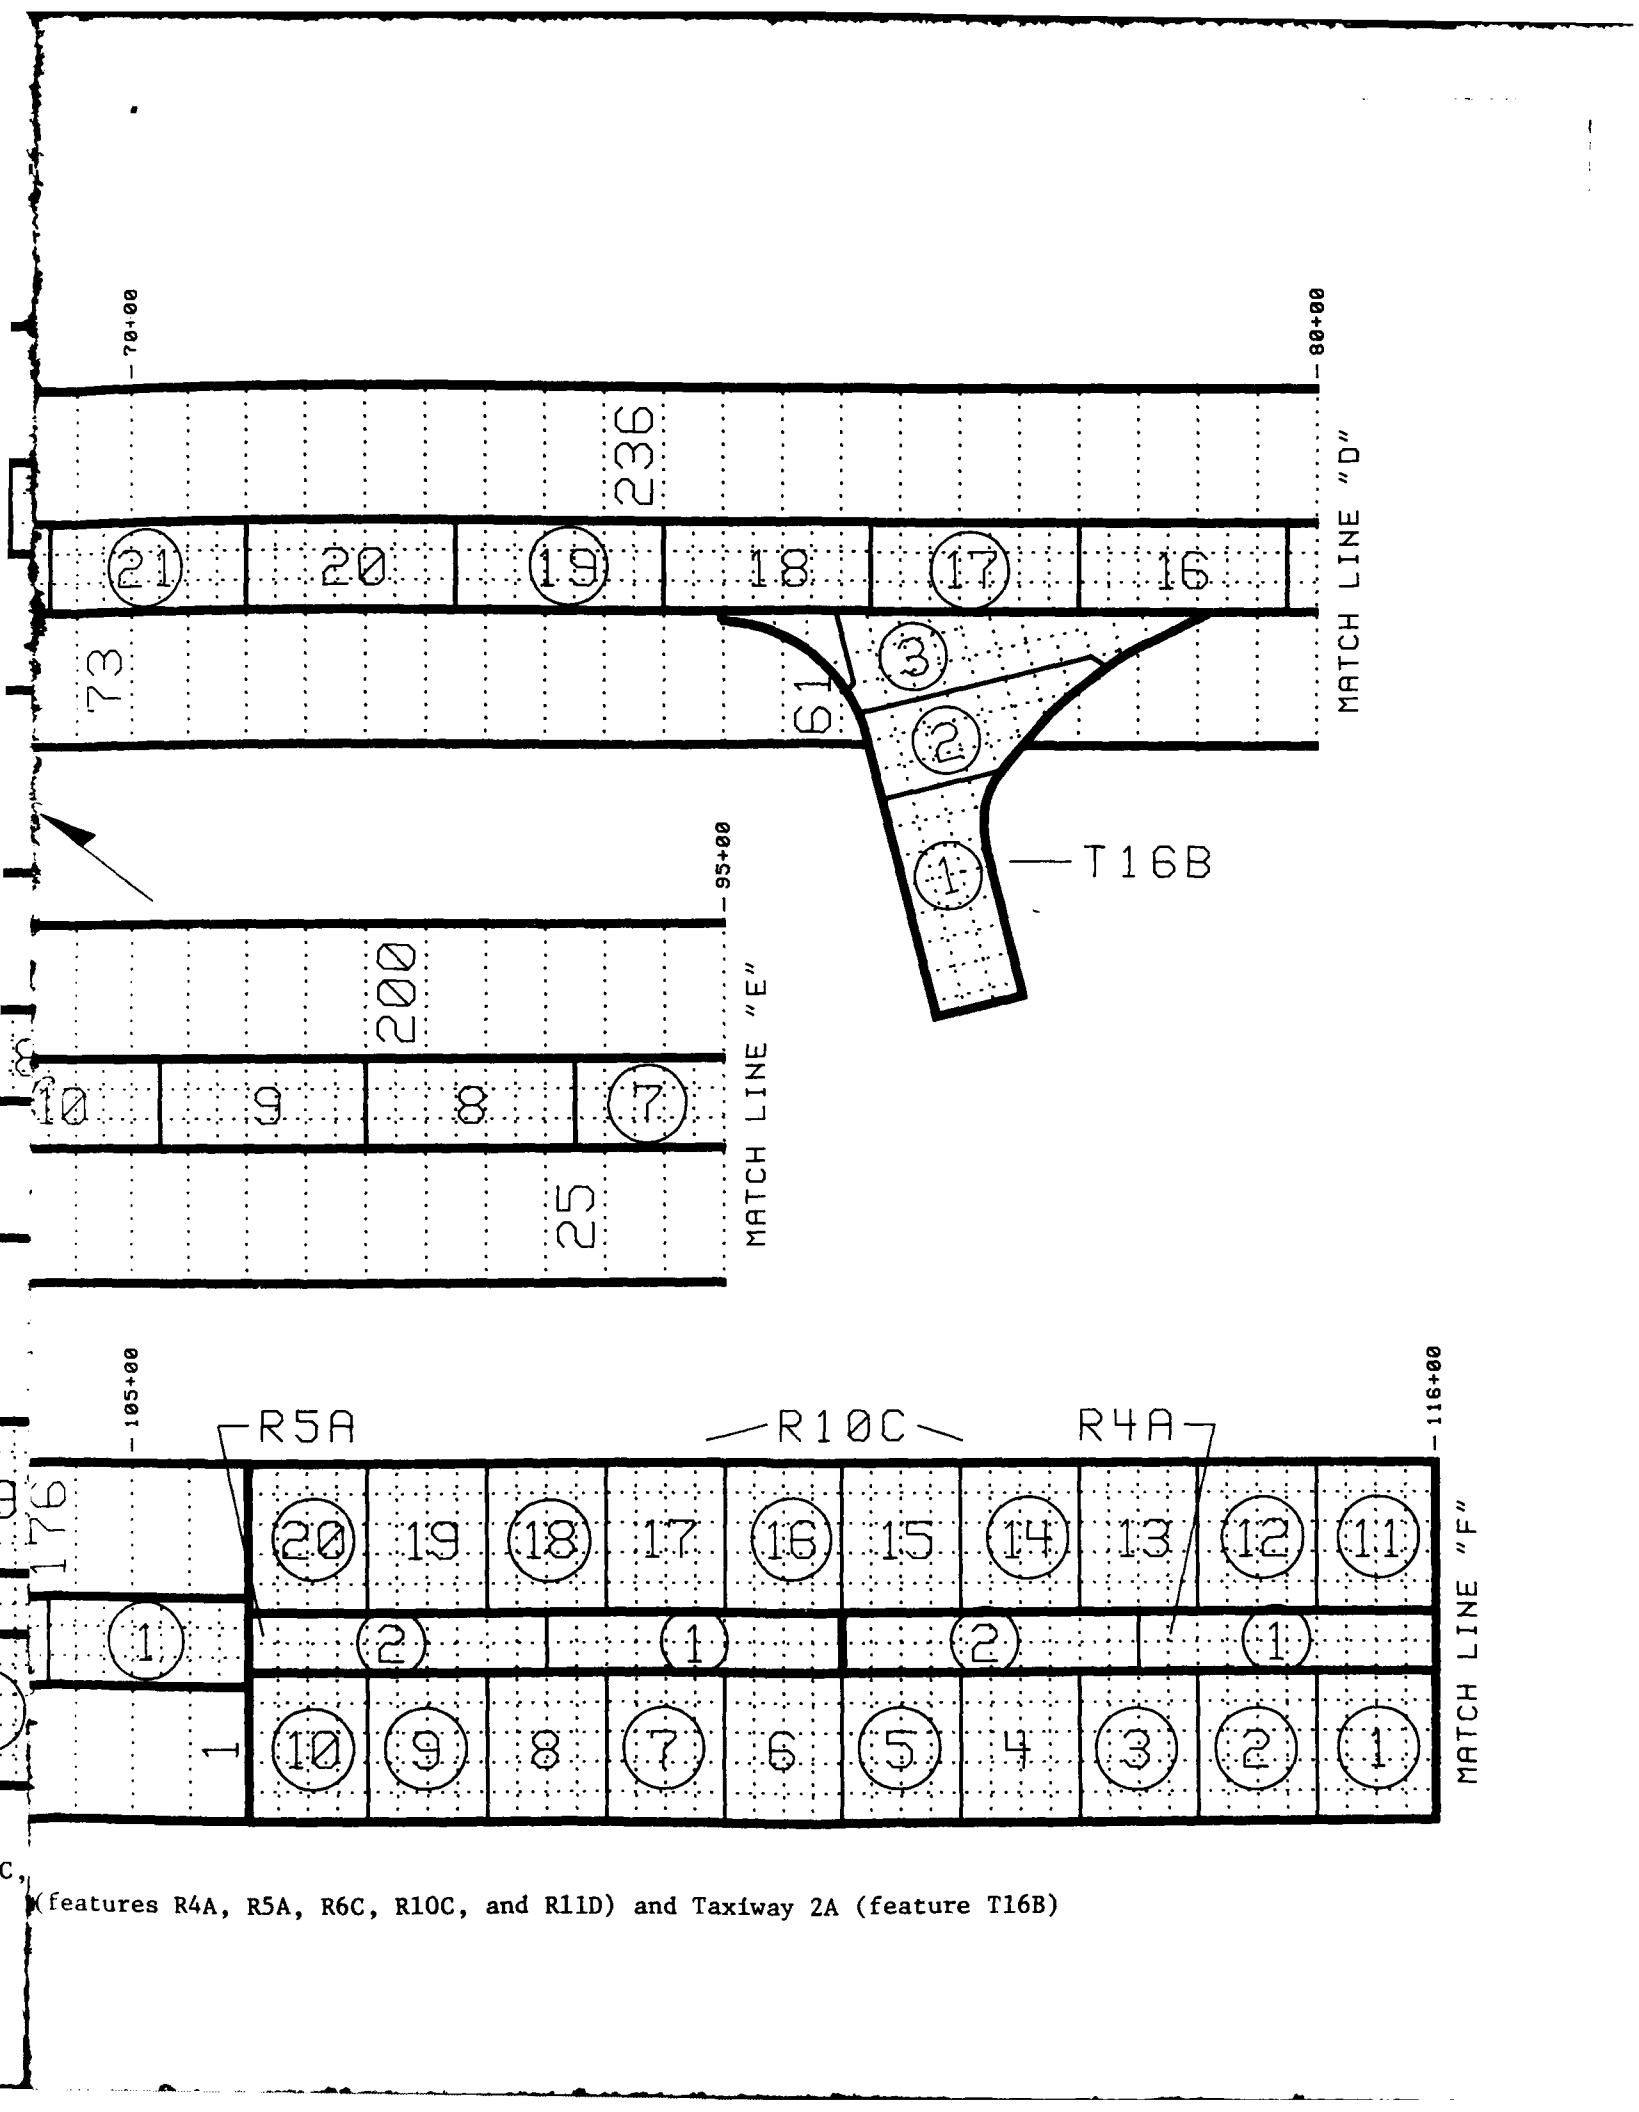 70+00
80+00
236
21 20 19 18 17 16
MATCH LINE "D"
73
61
3
2
1
T16B
95+00
200
10 9 8 7
MATCH LINE "E"
25
105+00
116+00
R5A R10C R4A
176
20 19 18 17 16 15 14 13 12 11
1 2 1 2 1
MATCH LINE "F"
1
10 9 8 7 6 5 4 3 2 1
C,
(features R4A, R5A, R6C, R10C, and R11D) and Taxiway 2A (feature T16B)